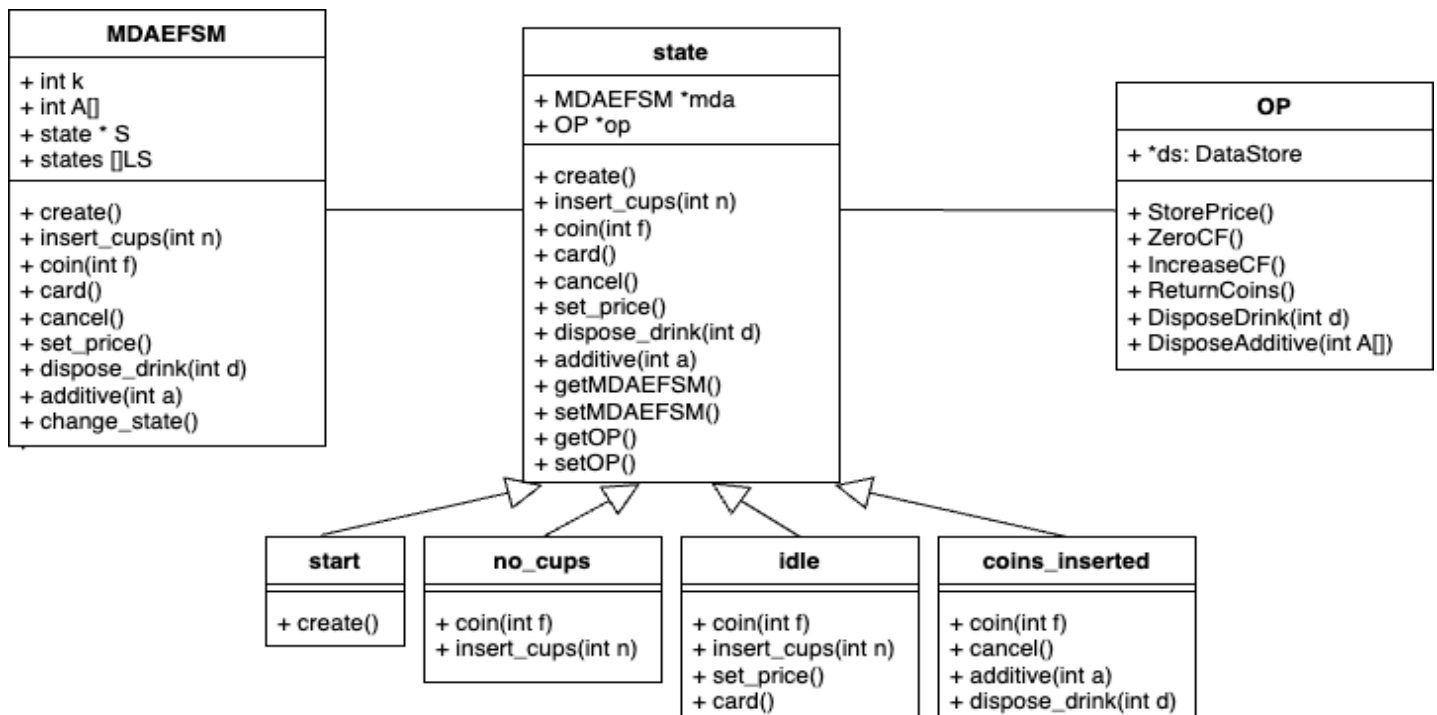 MDAEFSM
+ int k
+ int A[]
+ state * S
+ states []LS
+ create()
+ insert_cups(int n)
+ coin(int f)
+ card()
+ cancel()
+ set_price()
+ dispose_drink(int d)
+ additive(int a)
+ change_state()
state
+ MDAEFSM *mda
+ OP *op
+ create()
+ insert_cups(int n)
+ coin(int f)
+ card()
+ cancel()
+ set_price()
+ dispose_drink(int d)
+ additive(int a)
+ getMDAEFSM()
+ setMDAEFSM()
+ getOP()
+ setOP()
OP
+ *ds: DataStore
+ StorePrice()
+ ZeroCF()
+ IncreaseCF()
+ ReturnCoins()
+ DisposeDrink(int d)
+ DisposeAdditive(int A[])
start
+ create()
no_cups
+ coin(int f)
+ insert_cups(int n)
idle
+ coin(int f)
+ insert_cups(int n)
+ set_price()
+ card()
coins_inserted
+ coin(int f)
+ cancel()
+ additive(int a)
+ dispose_drink(int d)